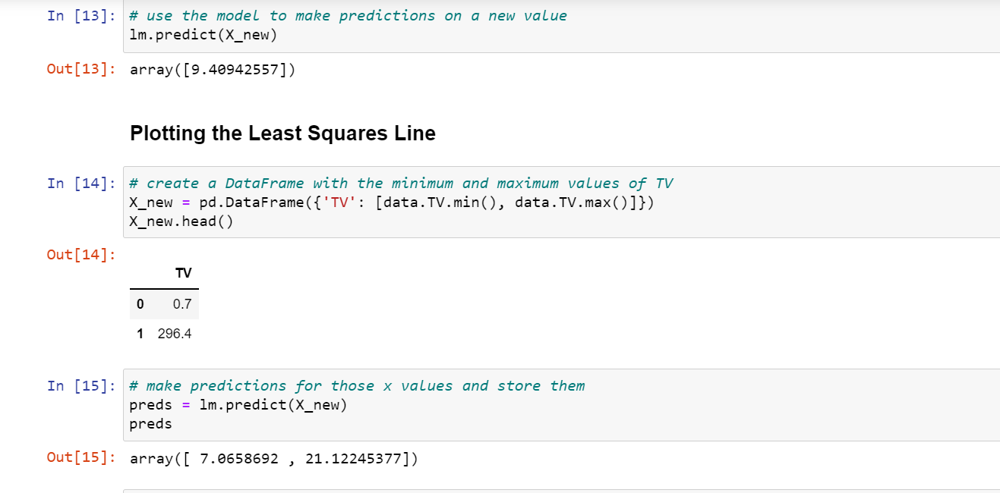 In [13]: # use the model to make predictions on a new value
lm.predict(X_new)
Out[13]: array([9.40942557])
Plotting the Least Squares Line
In [14]: # create a DataFrame with the minimum and maximum values of TV
X_new = pd.DataFrame({'TV': [data.TV.min(), data.TV.max()]})
X_new.head()
Out[14]:
TV
0 0.7
1 296.4
In [15]: # make predictions for those x values and store them
preds = lm.predict(X_new)
preds
Out[15]: array([ 7.0658692 , 21.12245377])